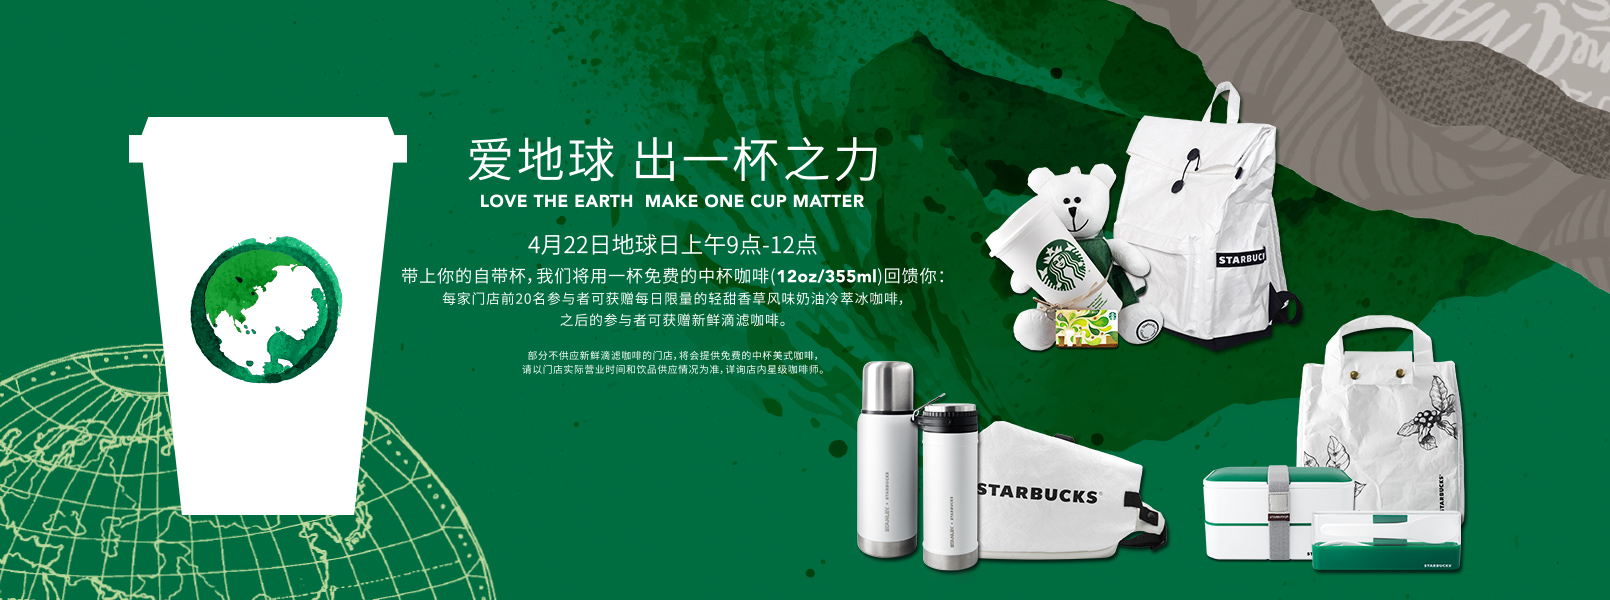 爱地球 出一杯之力
LOVE THE EARTH  MAKE ONE CUP MATTER
4月22日地球日上午9点-12点
带上你的自带杯，我们将用一杯免费的中杯咖啡(12oz/355ml)回馈你：
每家门店前20名参与者可获赠每日限量的轻甜香草风味奶油冷萃冰咖啡，
之后的参与者可获赠新鲜滴滤咖啡。
部分不供应新鲜滴滤咖啡的门店，将会提供免费的中杯美式咖啡，
请以门店实际营业时间和饮品供应情况为准，详询店内星级咖啡师。
STARBUCKS
STANLEY + STARBUCKS
STANLEY + STARBUCKS
STARBUCKS
STARBUCKS
STARBUCKS